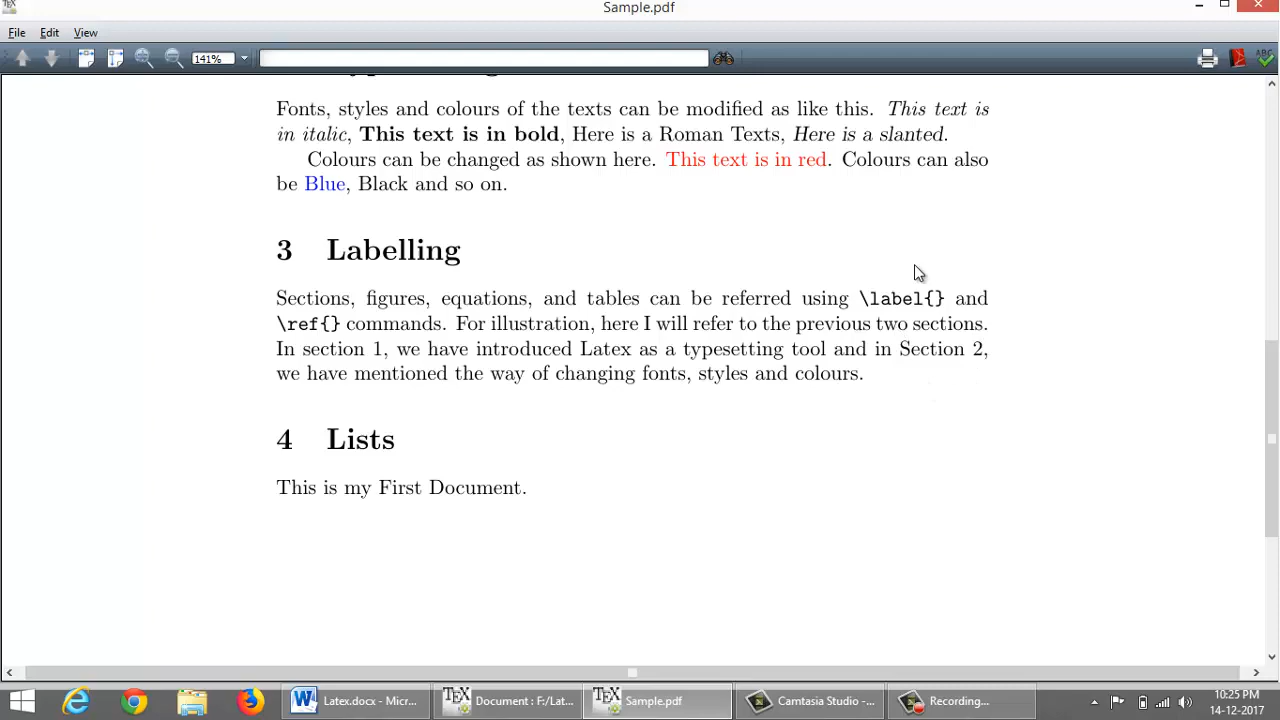 Sample.pdf
File Edit View
141%
ABC
Fonts, styles and colours of the texts can be modified as like this. This text is
in italic, This text is in bold, Here is a Roman Texts, Here is a slanted.
Colours can be changed as shown here. This text is in red. Colours can also
be Blue, Black and so on.
3 Labelling
Sections, figures, equations, and tables can be referred using \label{} and
\ref{} commands. For illustration, here I will refer to the previous two sections.
In section 1, we have introduced Latex as a typesetting tool and in Section 2,
we have mentioned the way of changing fonts, styles and colours.
4 Lists
This is my First Document.
Latex.docx - Micr... Document : F:/Lat... Sample.pdf Camtasia Studio -... Recording...
10:25 PM
14-12-2017